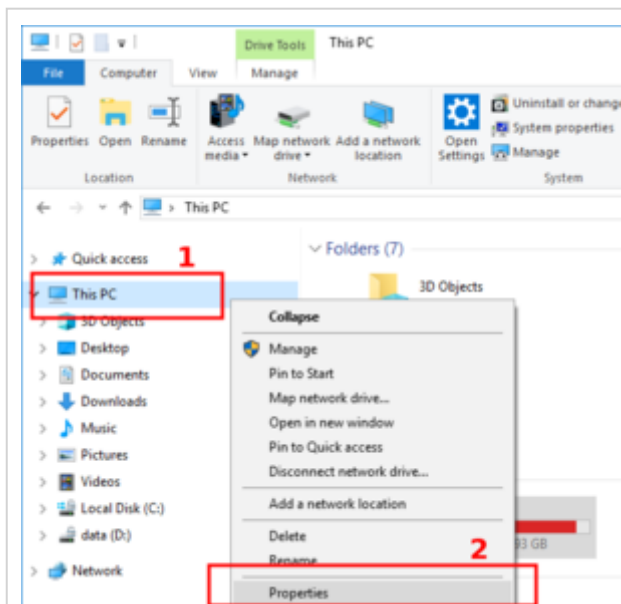 Drive Tools This PC
File Computer View Manage
Properties Open Rename
Access media
Map network drive
Add a network location
Open Settings
Uninstall or change
System properties
Manage
Location Network System
This PC
1
Quick access
This PC
3D Objects
Desktop
Documents
Downloads
Music
Pictures
Videos
Local Disk (C:)
data (D:)
Network
Folders (7)
3D Objects
Collapse
Manage
Pin to Start
Map network drive...
Open in new window
Pin to Quick access
Disconnect network drive...
Add a network location
Delete
Rename
2
Properties
93 GB